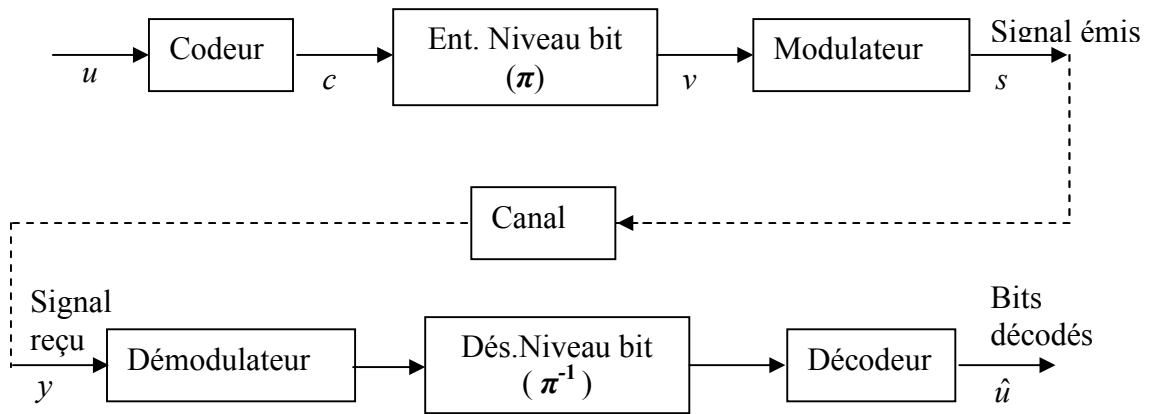 Codeur
Ent. Niveau bit
(π)
Modulateur
Signal émis
u
c
v
s
Canal
Signal
reçu
Démodulateur
Dés.Niveau bit
( π⁻¹)
Décodeur
Bits
décodés
y
û